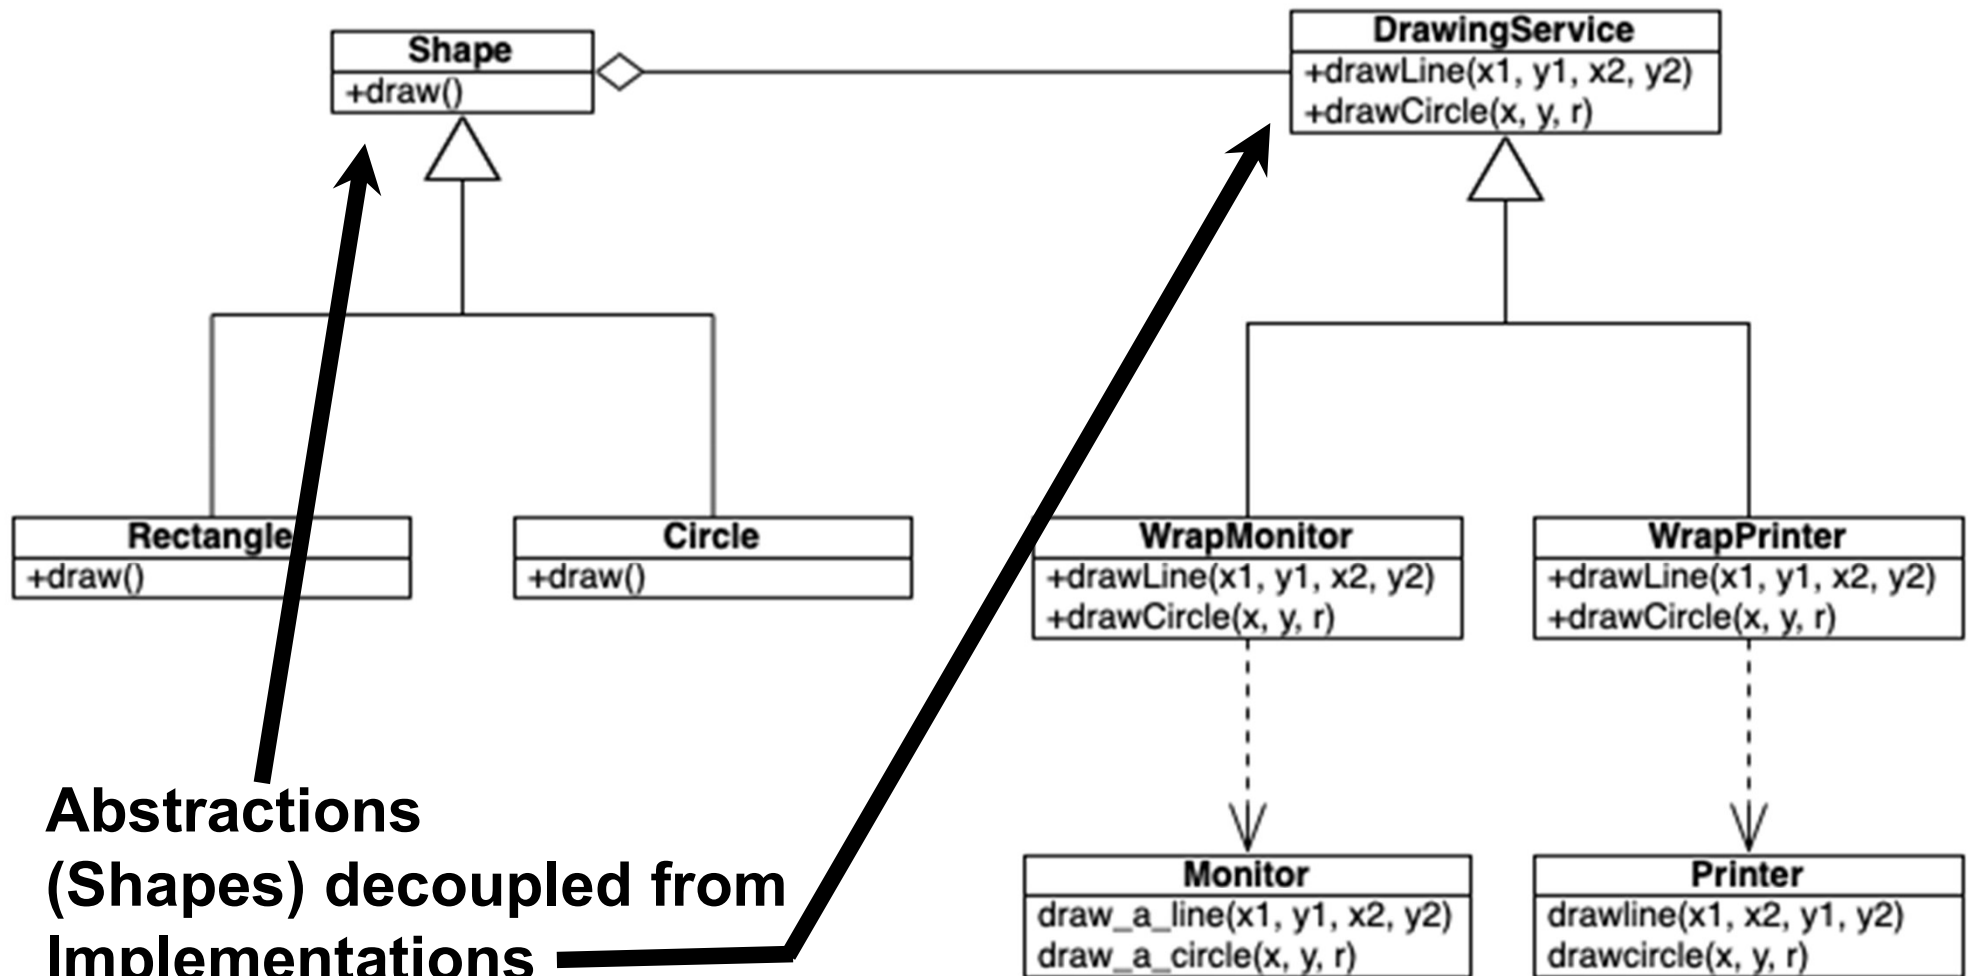 Shape
+draw()
DrawingService
+drawLine(x1, y1, x2, y2)
+drawCircle(x, y, r)
Rectangle
+draw()
Circle
+draw()
WrapMonitor
+drawLine(x1, y1, x2, y2)
+drawCircle(x, y, r)
WrapPrinter
+drawLine(x1, y1, x2, y2)
+drawCircle(x, y, r)
Abstractions
(Shapes) decoupled from
Implementations
Monitor
draw_a_line(x1, y1, x2, y2)
draw_a_circle(x, y, r)
Printer
drawline(x1, x2, y1, y2)
drawcircle(x, y, r)